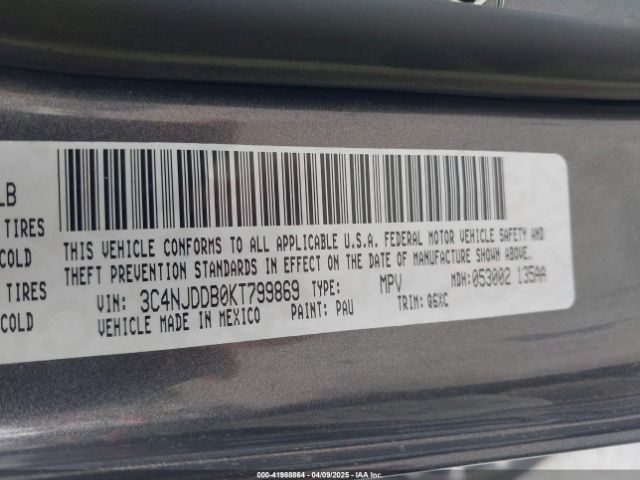 LB
TIRES
COLD
TIRES
COLD
THIS VEHICLE CONFORMS TO ALL APPLICABLE U.S.A. FEDERAL MOTOR VEHICLE SAFETY AND
THEFT PREVENTION STANDARDS IN EFFECT ON THE DATE OF MANUFACTURE SHOWN ABOVE.
VIN: 3C4NJDDB0KT799869 TYPE: MPV MDH: 053002 135AA
VEHICLE MADE IN MEXICO PAINT: PAU TRIM: Q6XC
000-41988864 | 04/09/2025 | IAAI.COM